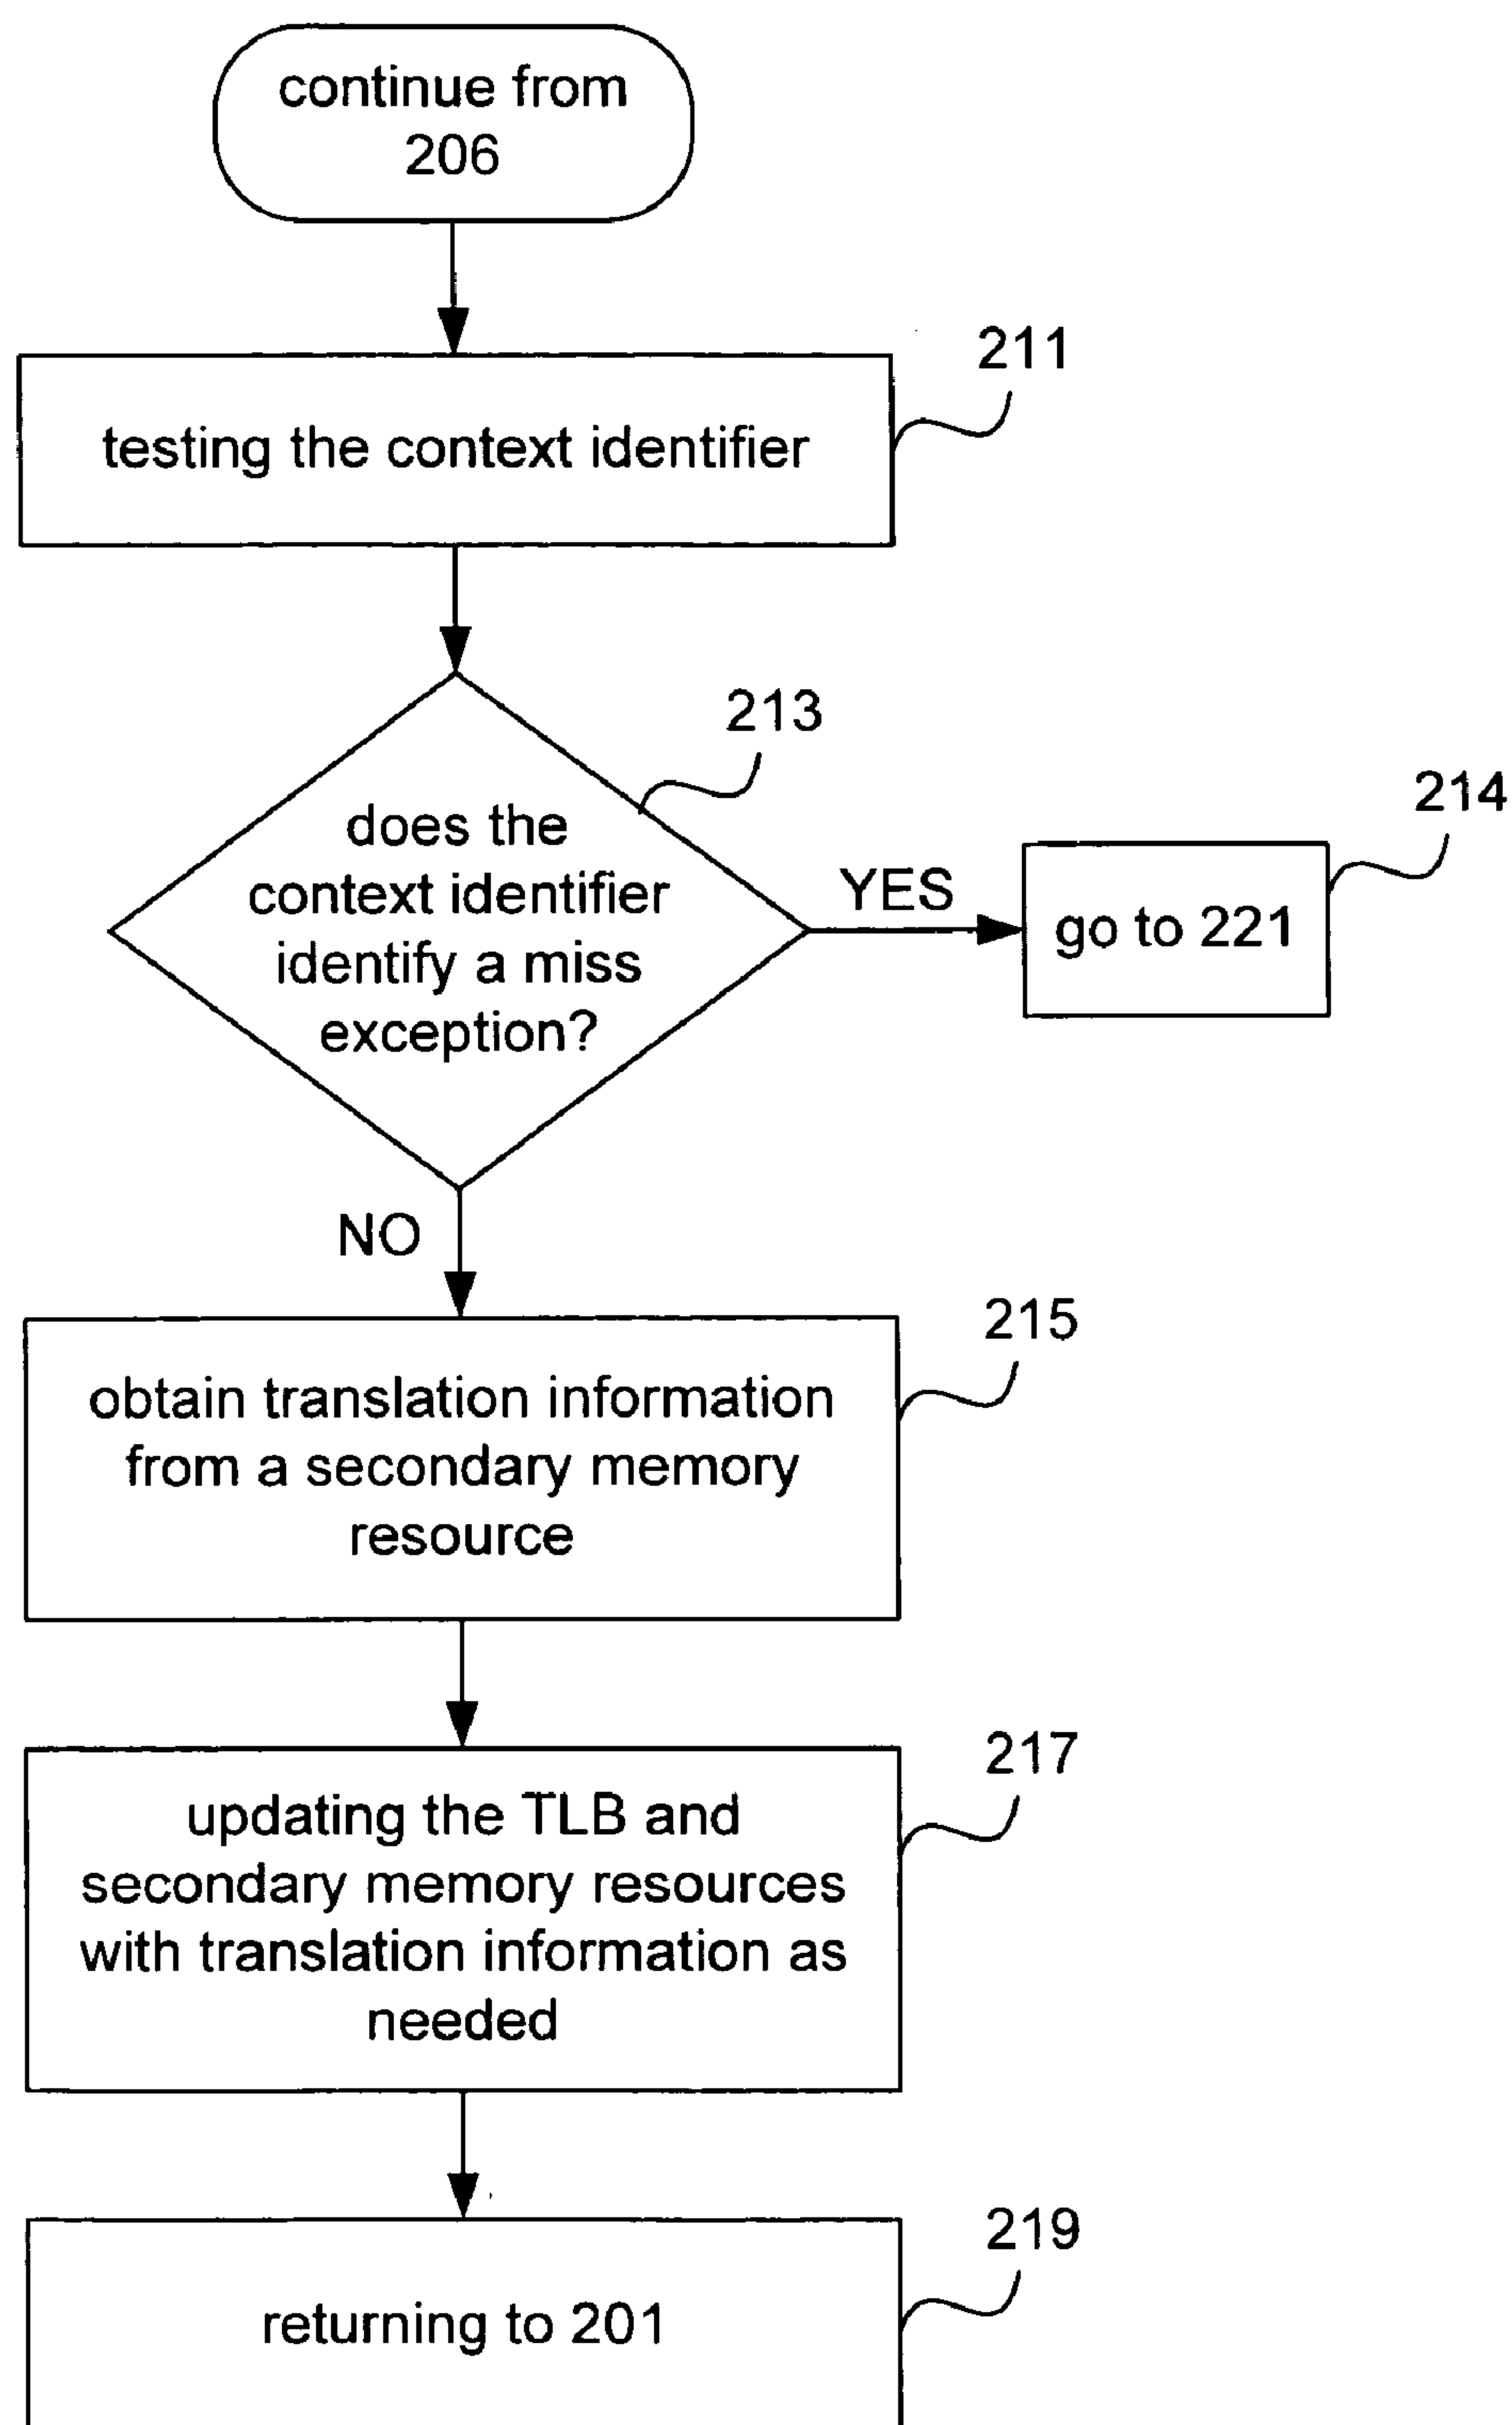 continue from
206
211
testing the context identifier
213
does the
context identifier
identify a miss
exception?
YES
214
go to 221
NO
215
obtain translation information
from a secondary memory
resource
217
updating the TLB and
secondary memory resources
with translation information as
needed
219
returning to 201